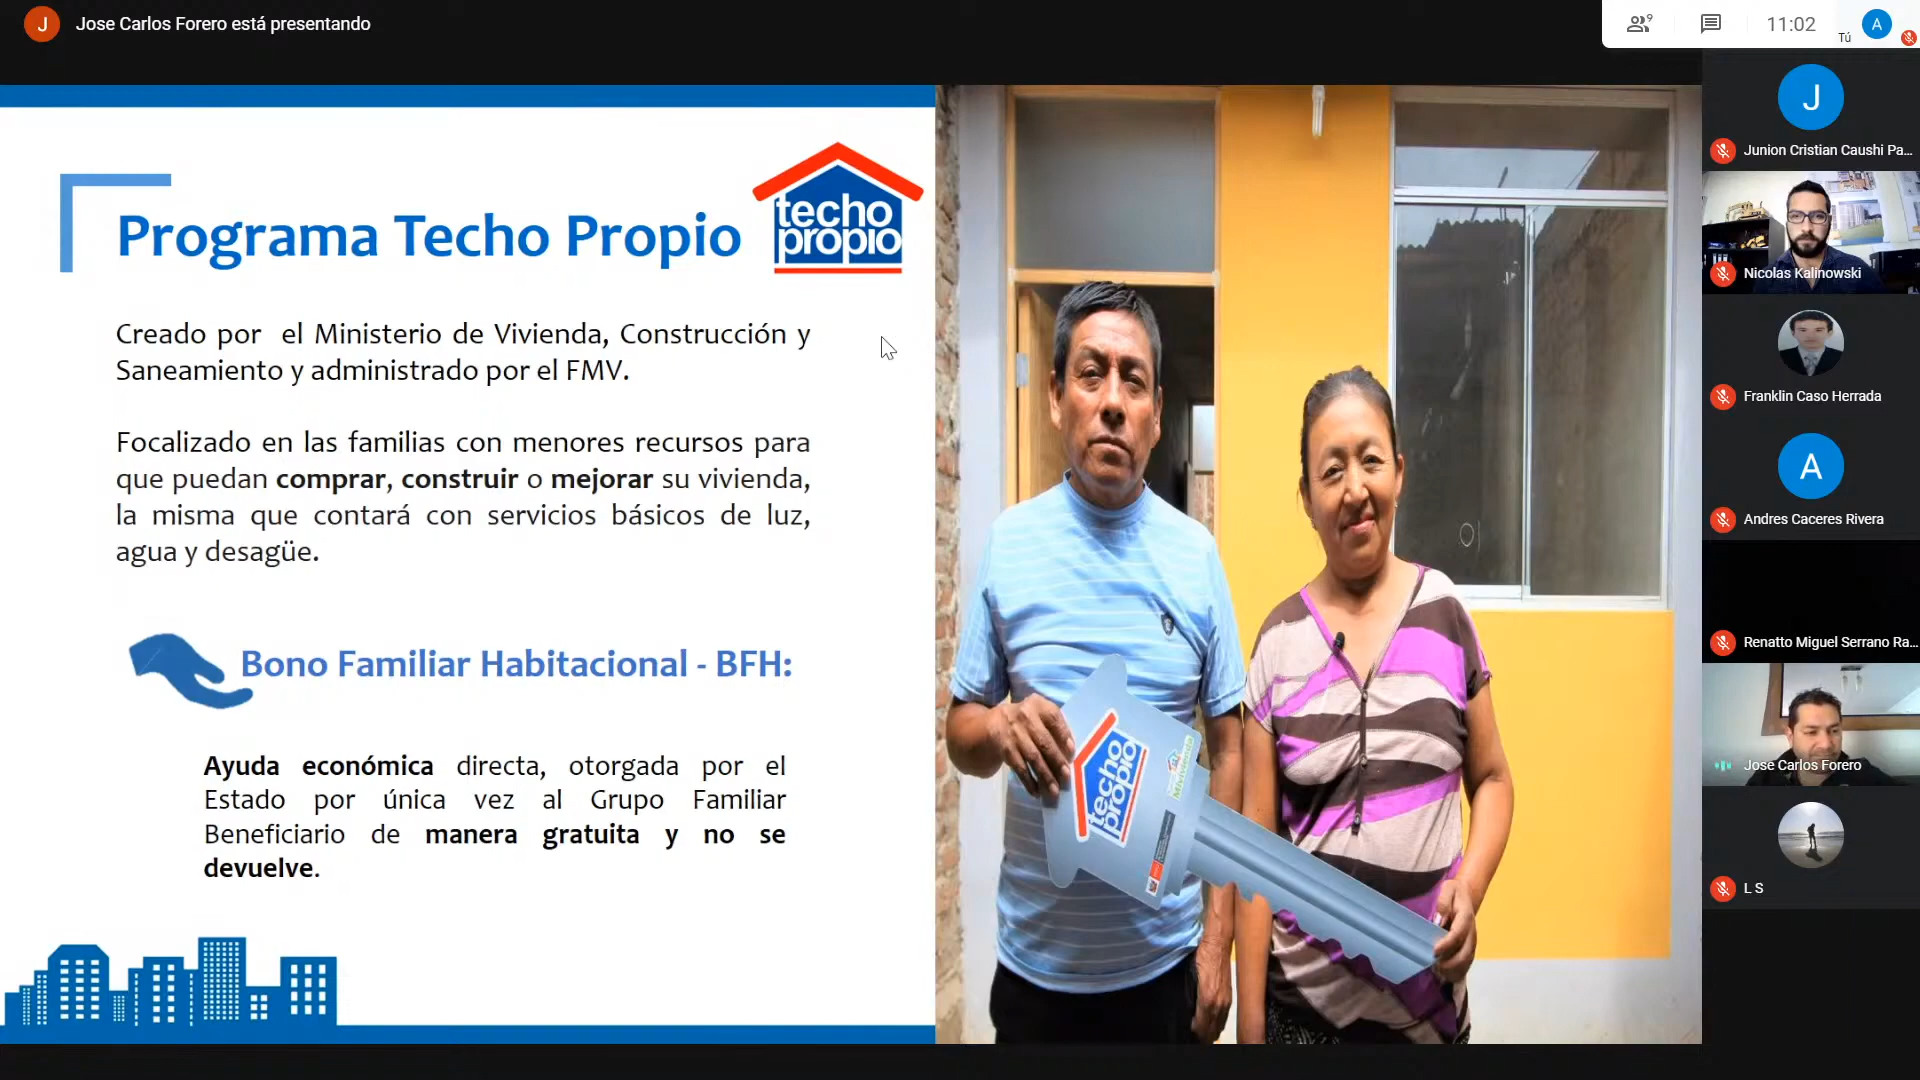 J
Jose Carlos Forero está presentando
9
11:02
Tú
A
Programa Techo Propio
techo
propio
Creado por el Ministerio de Vivienda, Construcción y
Saneamiento y administrado por el FMV.
Focalizado en las familias con menores recursos para
que puedan comprar, construir o mejorar su vivienda,
la misma que contará con servicios básicos de luz,
agua y desagüe.
Bono Familiar Habitacional - BFH:
Ayuda económica directa, otorgada por el
Estado por única vez al Grupo Familiar
Beneficiario de manera gratuita y no se
devuelve.
techo
propio
MiVivienda
J
Junion Cristian Caushi Pa...
Nicolas Kalinowski
Franklin Caso Herrada
A
Andres Caceres Rivera
Renatto Miguel Serrano Ra...
Jose Carlos Forero
L S